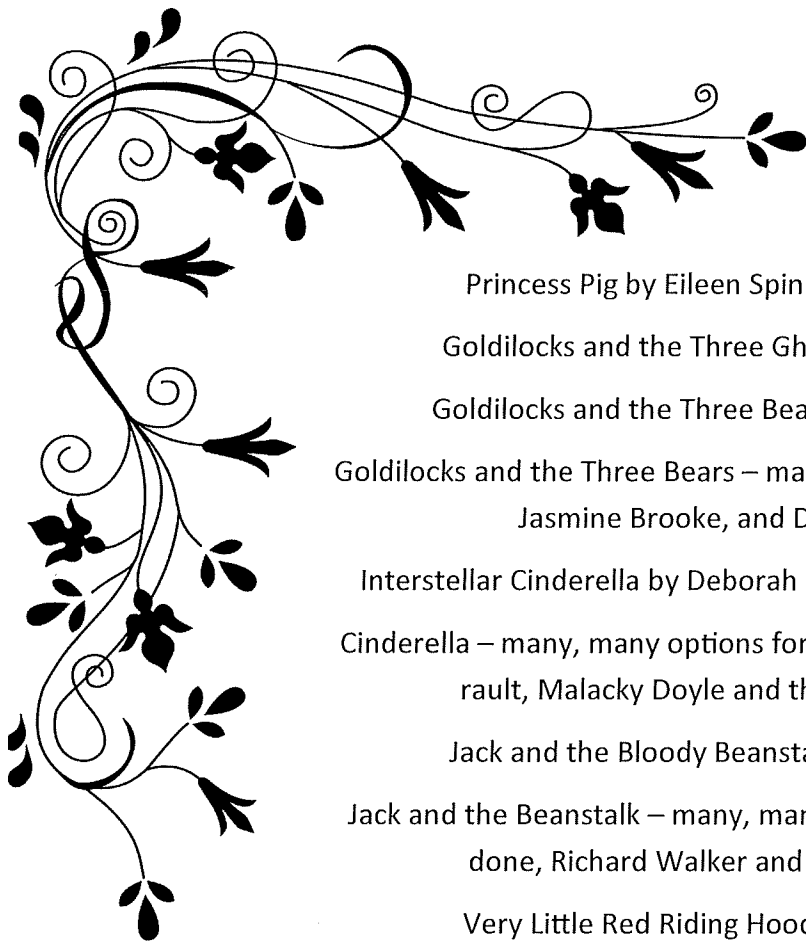 Princess Pig by Eileen Spin
Goldilocks and the Three Gh
Goldilocks and the Three Bea
Goldilocks and the Three Bears – ma
Jasmine Brooke, and D
Interstellar Cinderella by Deborah
Cinderella – many, many options for
rault, Malacky Doyle and th
Jack and the Bloody Beansta
Jack and the Beanstalk – many, man
done, Richard Walker and
Very Little Red Riding Hood